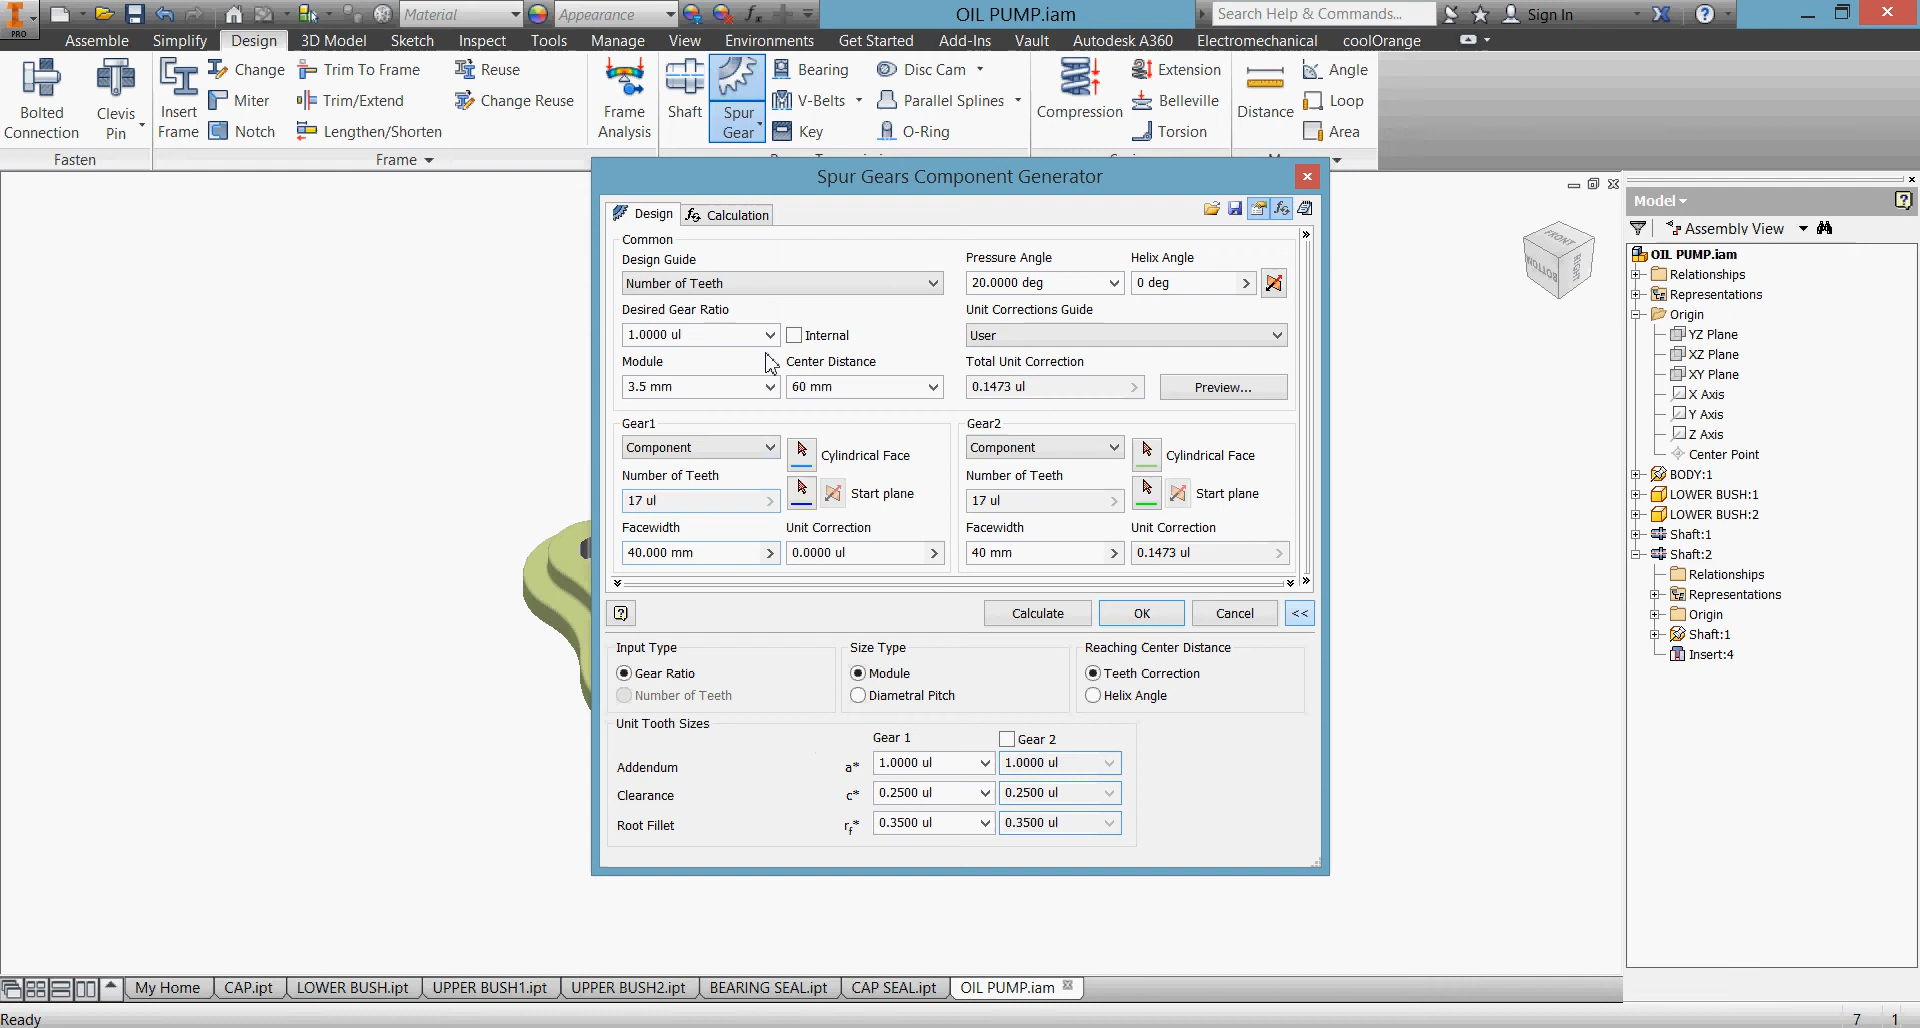 PRO
Material
Appearance
OIL PUMP.iam
Search Help & Commands...
Sign In
Assemble Simplify Design 3D Model Sketch Inspect Tools Manage View Environments Get Started Add-Ins Vault Autodesk A360 Electromechanical coolOrange
Bolted Connection
Clevis Pin
Insert Frame
Change
Miter
Notch
Trim To Frame
Trim/Extend
Lengthen/Shorten
Reuse
Change Reuse
Frame Analysis
Shaft
Spur Gear
Bearing
V-Belts
Key
Disc Cam
Parallel Splines
O-Ring
Compression
Extension
Belleville
Torsion
Distance
Angle
Loop
Area
Fasten
Frame
Spur Gears Component Generator
Design
Calculation
Common
Design Guide
Number of Teeth
Pressure Angle
20.0000 deg
Helix Angle
0 deg
Desired Gear Ratio
1.0000 ul
Internal
Unit Corrections Guide
User
Module
3.5 mm
Center Distance
60 mm
Total Unit Correction
0.1473 ul
Preview...
Gear1
Component
Cylindrical Face
Number of Teeth
17 ul
Start plane
Facewidth
40.000 mm
Unit Correction
0.0000 ul
Gear2
Component
Cylindrical Face
Number of Teeth
17 ul
Start plane
Facewidth
40 mm
Unit Correction
0.1473 ul
Calculate
OK
Cancel
<<
Input Type
Gear Ratio
Number of Teeth
Size Type
Module
Diametral Pitch
Reaching Center Distance
Teeth Correction
Helix Angle
Unit Tooth Sizes
Gear 1
Gear 2
Addendum a* 1.0000 ul 1.0000 ul
Clearance c* 0.2500 ul 0.2500 ul
Root Fillet rf* 0.3500 ul 0.3500 ul
FRONT
RIGHT
BOTTOM
Model
Assembly View
OIL PUMP.iam
Relationships
Representations
Origin
YZ Plane
XZ Plane
XY Plane
X Axis
Y Axis
Z Axis
Center Point
BODY:1
LOWER BUSH:1
LOWER BUSH:2
Shaft:1
Shaft:2
Relationships
Representations
Origin
Shaft:1
Insert:4
My Home
CAP.ipt
LOWER BUSH.ipt
UPPER BUSH1.ipt
UPPER BUSH2.ipt
BEARING SEAL.ipt
CAP SEAL.ipt
OIL PUMP.iam
Ready
7 1